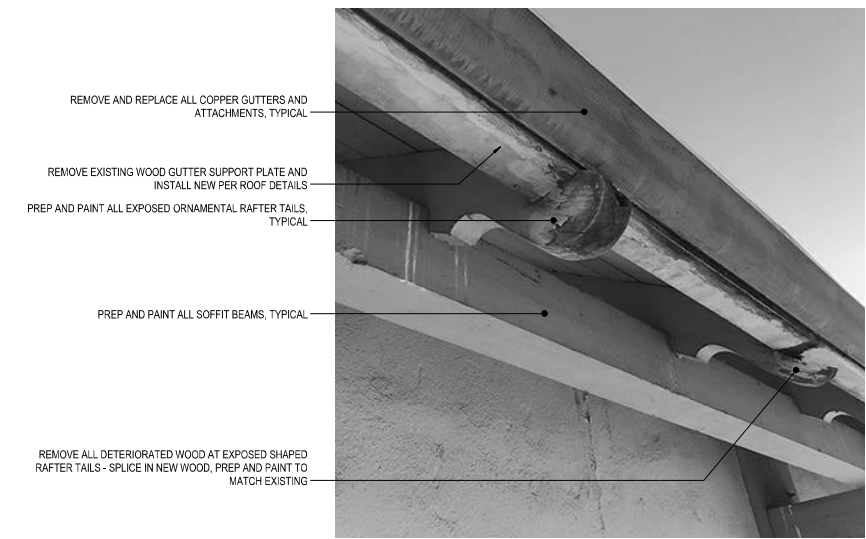 REMOVE AND REPLACE ALL COPPER GUTTERS AND
ATTACHMENTS, TYPICAL
REMOVE EXISTING WOOD GUTTER SUPPORT PLATE AND
INSTALL NEW PER ROOF DETAILS
PREP AND PAINT ALL EXPOSED ORNAMENTAL RAFTER TAILS,
TYPICAL
PREP AND PAINT ALL SOFFIT BEAMS, TYPICAL
REMOVE ALL DETERIORATED WOOD AT EXPOSED SHAPED
RAFTER TAILS - SPLICE IN NEW WOOD, PREP AND PAINT TO
MATCH EXISTING